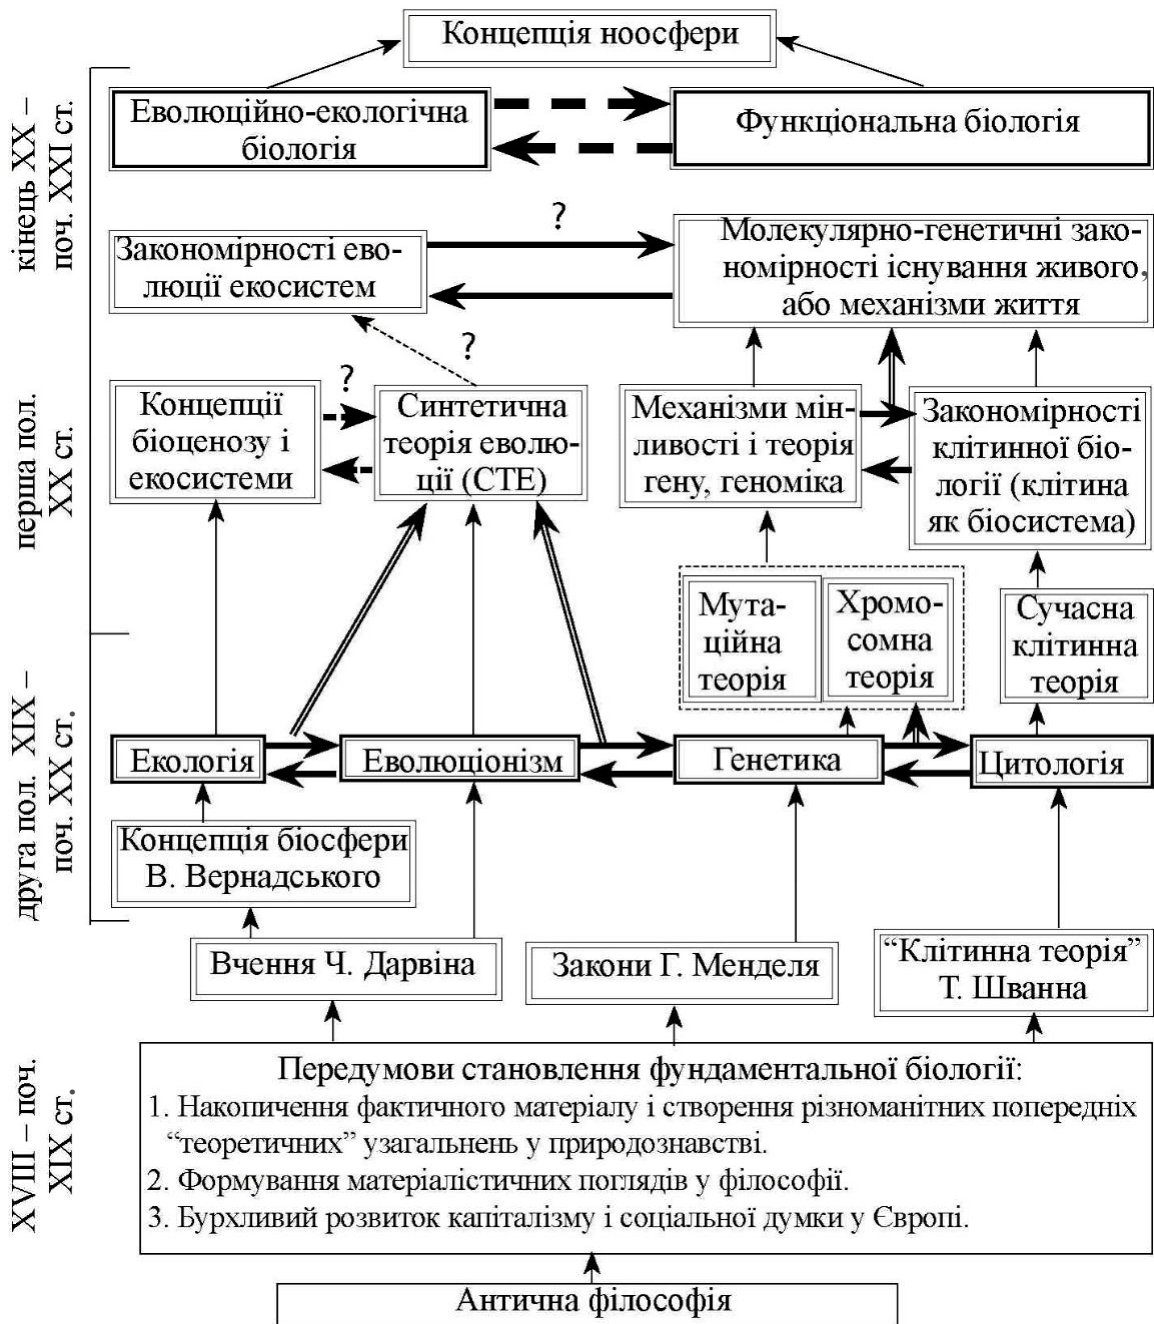 Концепція ноосфери
кінець XX –
поч. XXI ст.
Еволюційно-екологічна
біологія
Функціональна біологія
?
Закономірності ево-
люції екосистем
Молекулярно-генетичні зако-
номірності існування живого,
або механізми життя
?
перша пол.
XX ст.
?
Концепції
біоценозу і
екосистеми
Синтетична
теорія еволю-
ції (СТЕ)
Механізми мін-
ливості і теорія
гену, геноміка
Закономірності
клітинної біо-
логії (клітина
як біосистема)
Мута-
ційна
теорія
Хромо-
сомна
теорія
Сучасна
клітинна
теорія
друга пол. XIX –
поч. XX ст.
Екологія
Еволюціонізм
Генетика
Цитологія
Концепція біосфери
В. Вернадського
Вчення Ч. Дарвіна
Закони Г. Менделя
“Клітинна теорія”
Т. Шванна
XVIII – поч.
XIX ст.
Передумови становлення фундаментальної біології:
1. Накопичення фактичного матеріалу і створення різноманітних попередніх
“теоретичних” узагальнень у природознавстві.
2. Формування матеріалістичних поглядів у філософії.
3. Бурхливий розвиток капіталізму і соціальної думки у Європі.
Антична філософія